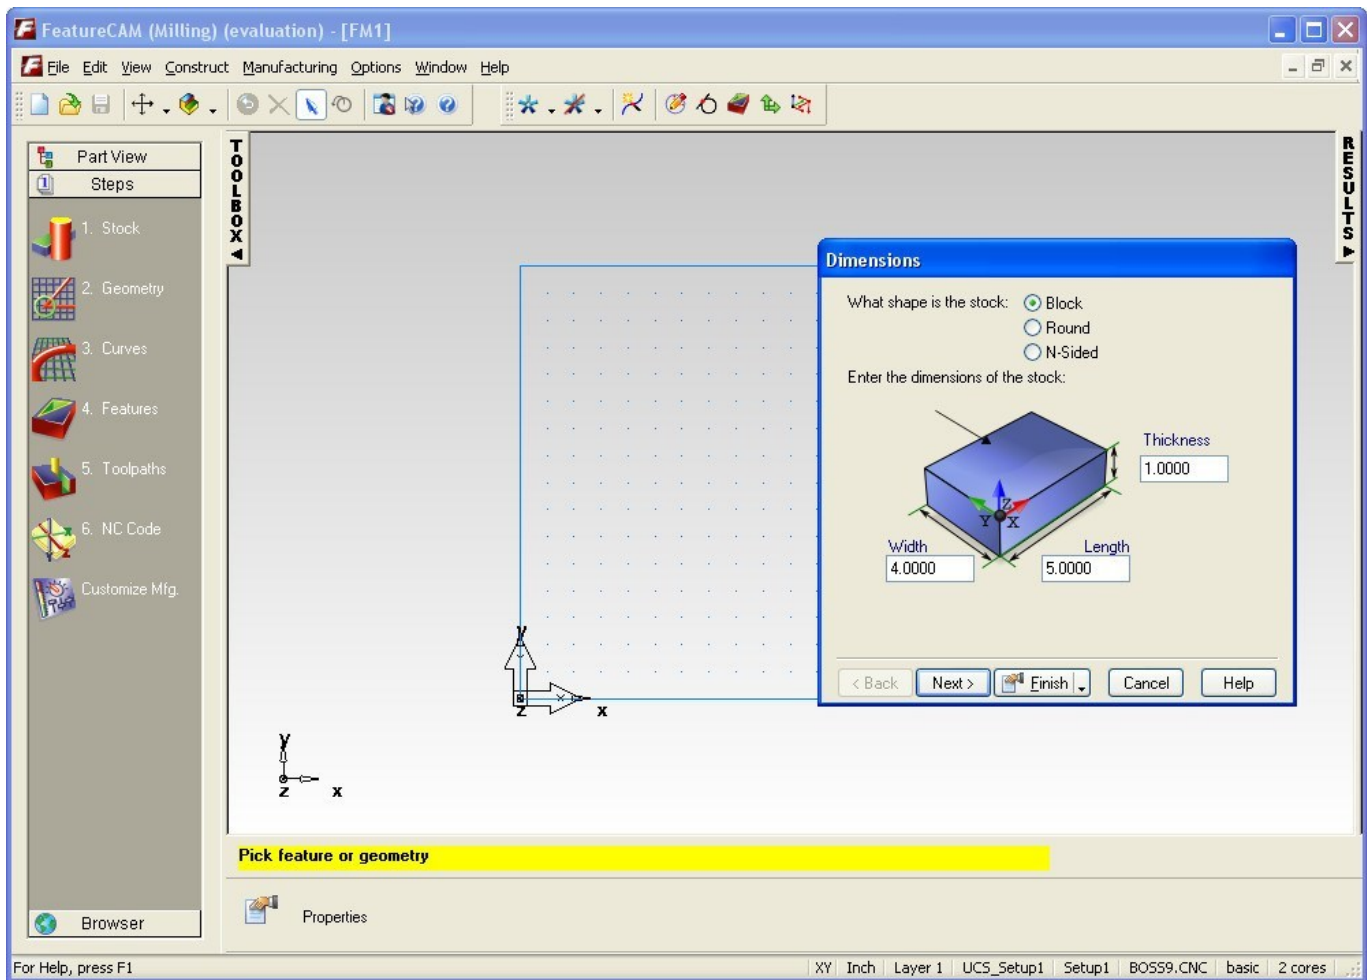 FeatureCAM (Milling) (evaluation) - [FM1]
File Edit View Construct Manufacturing Options Window Help
Part View
Steps
1. Stock
2. Geometry
3. Curves
4. Features
5. Toolpaths
6. NC Code
Customize Mfg.
Browser
TOOLBOX
RESULTS
y
z x
y
z x
Dimensions
What shape is the stock: Block
Round
N-Sided
Enter the dimensions of the stock:
Thickness
1.0000
Z
Y X
Width Length
4.0000 5.0000
< Back Next > Finish Cancel Help
Pick feature or geometry
Properties
For Help, press F1 XY Inch Layer 1 UCS_Setup1 Setup1 BOSS9.CNC basic 2 cores